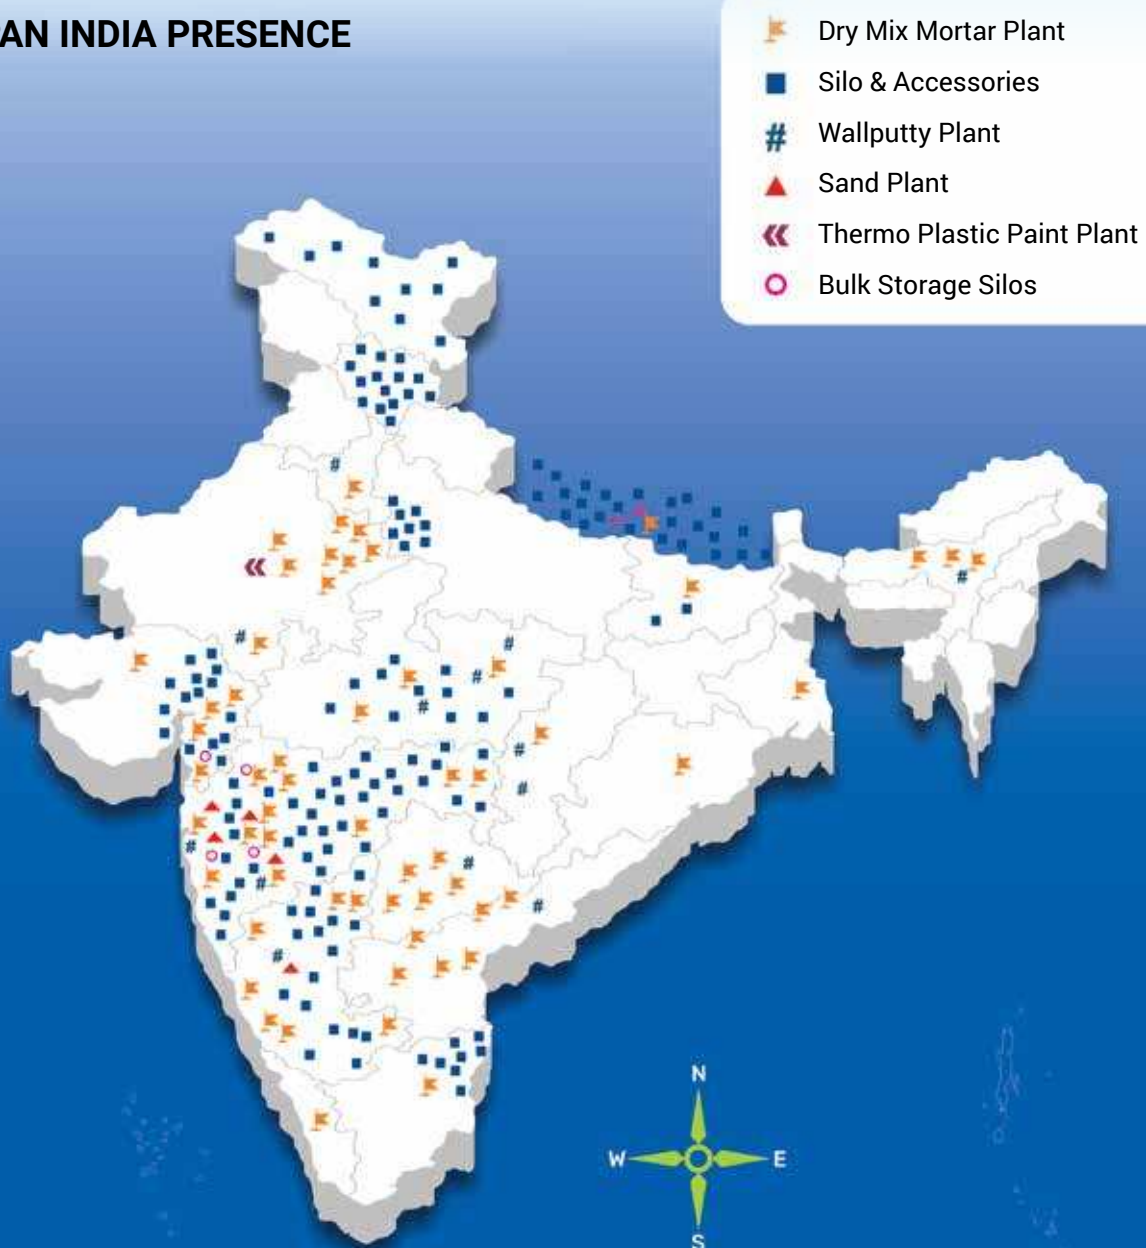 AN INDIA PRESENCE
Dry Mix Mortar Plant
Silo & Accessories
# Wallputty Plant
Sand Plant
Thermo Plastic Paint Plant
Bulk Storage Silos
N
W E
S